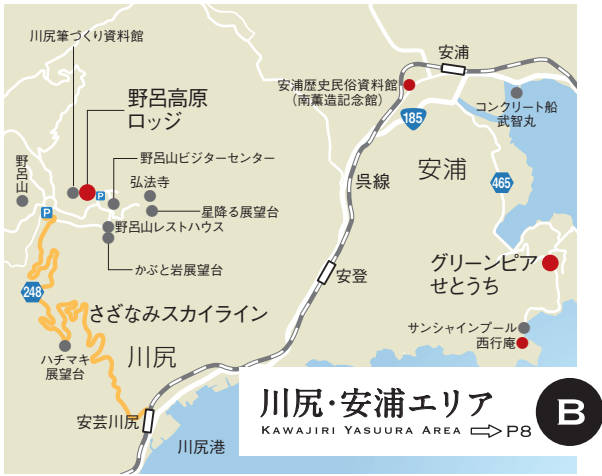 川尻筆づくり資料館
野呂高原
ロッジ
野呂山
P
野呂山ビジターセンター
弘法寺
星降る展望台
P
野呂山レストハウス
かぶと岩展望台
248
さざなみスカイライン
ハチマキ
展望台
川尻
安芸川尻
川尻港
安浦
安浦歴史民俗資料館
(南薫造記念館)
185
コンクリート船
武智丸
安浦
呉線
465
グリーンピア
せとうち
安登
サンシャインプール
西行庵
川尻・安浦エリア
KAWAJIRI YASUURA AREA ⇨P8
B